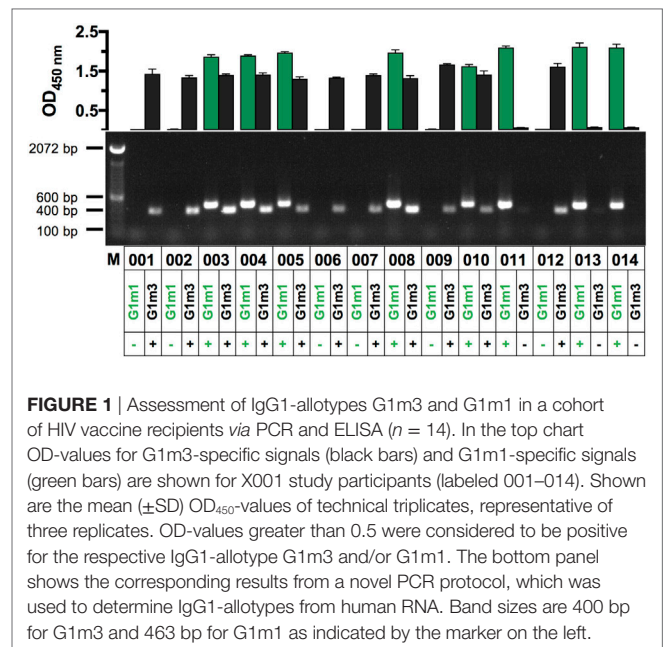 2.5
1.5
0.5
OD450 nm
2072 bp
600 bp
400 bp
100 bp
M 001 002 003 004 005 006 007 008 009 010 011 012 013 014
G1m1 G1m3 G1m1 G1m3 G1m1 G1m3 G1m1 G1m3 G1m1 G1m3 G1m1 G1m3 G1m1 G1m3 G1m1 G1m3 G1m1 G1m3 G1m1 G1m3 G1m1 G1m3 G1m1 G1m3 G1m1 G1m3 G1m1 G1m3
- + - + + + + + + + - + - + + + - + + + + - - + + - + -
FIGURE 1 | Assessment of IgG1-allotypes G1m3 and G1m1 in a cohort
of HIV vaccine recipients via PCR and ELISA (n = 14). In the top chart
OD-values for G1m3-specific signals (black bars) and G1m1-specific signals
(green bars) are shown for X001 study participants (labeled 001–014). Shown
are the mean (±SD) OD450-values of technical triplicates, representative of
three replicates. OD-values greater than 0.5 were considered to be positive
for the respective IgG1-allotype G1m3 and/or G1m1. The bottom panel
shows the corresponding results from a novel PCR protocol, which was
used to determine IgG1-allotypes from human RNA. Band sizes are 400 bp
for G1m3 and 463 bp for G1m1 as indicated by the marker on the left.